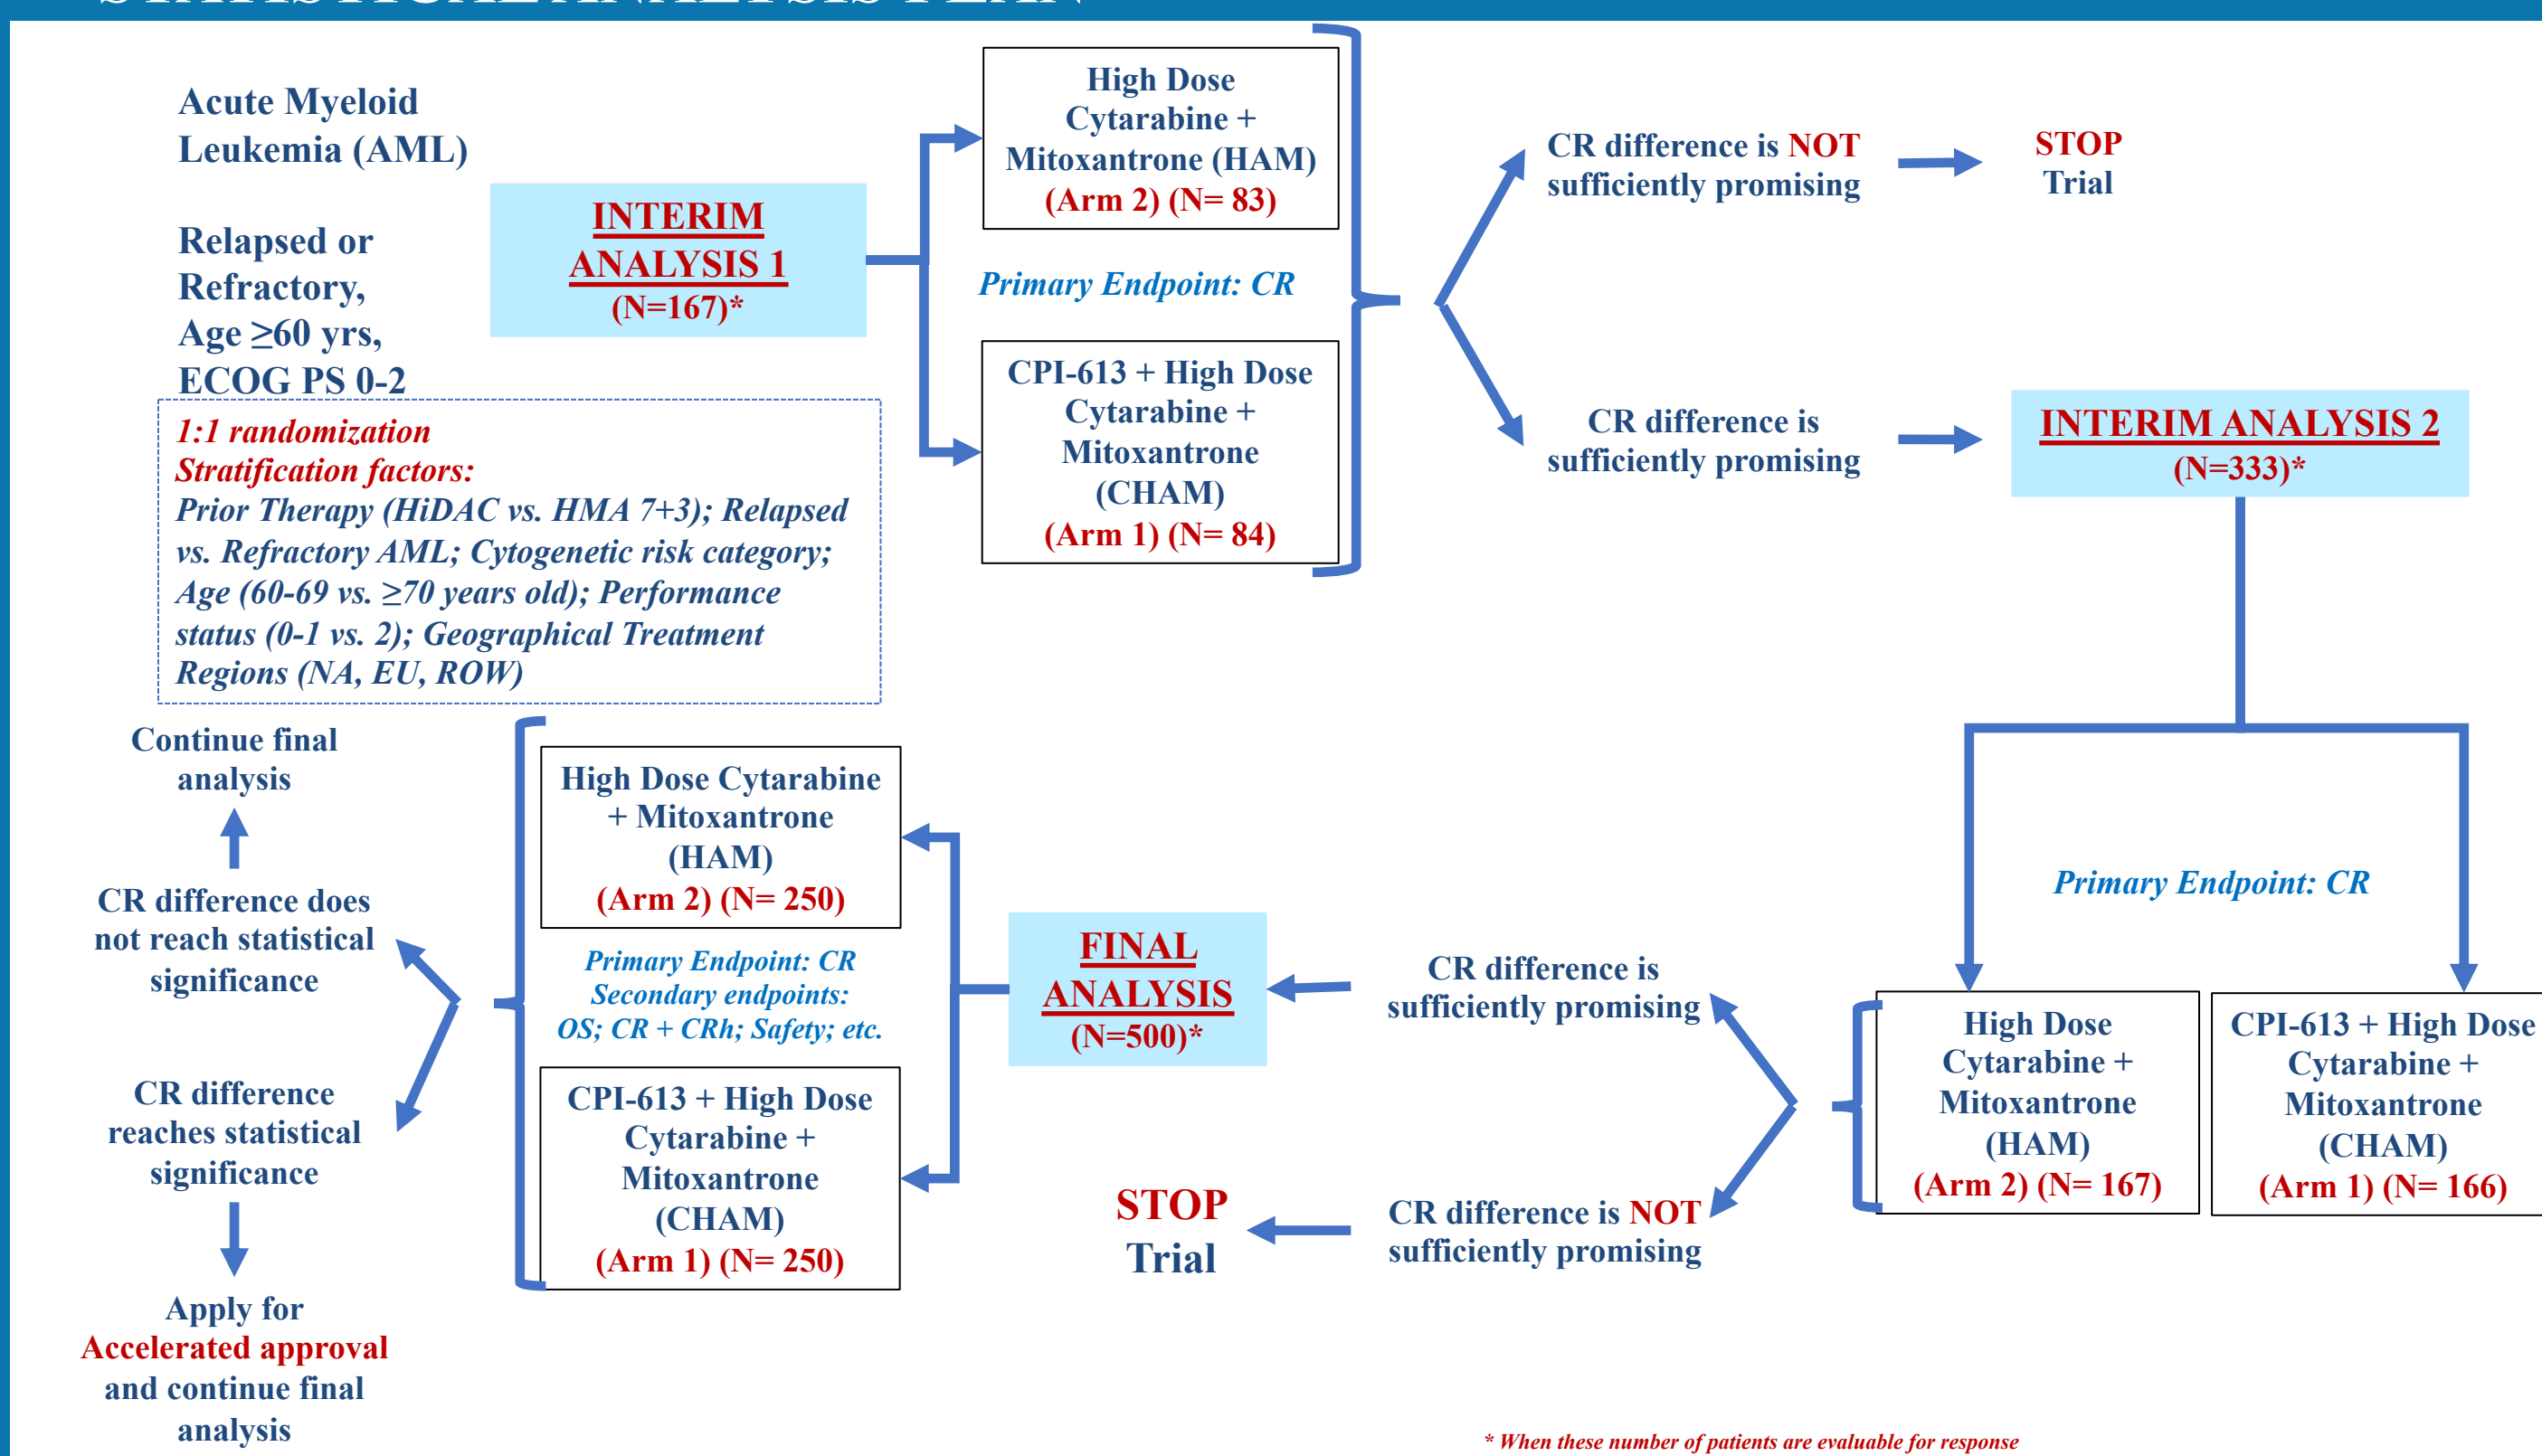 STATISTICAL ANALYSIS PLAN
Acute Myeloid
Leukemia (AML)
Relapsed or
Refractory,
Age ≥60 yrs,
ECOG PS 0-2
1:1 randomization
Stratification factors:
Prior Therapy (HiDAC vs. HMA 7+3); Relapsed
vs. Refractory AML; Cytogenetic risk category;
Age (60-69 vs. ≥70 years old); Performance
status (0-1 vs. 2); Geographical Treatment
Regions (NA, EU, ROW)
INTERIM
ANALYSIS 1
(N=167)*
High Dose
Cytarabine +
Mitoxantrone (HAM)
(Arm 2) (N= 83)
Primary Endpoint: CR
CPI-613 + High Dose
Cytarabine +
Mitoxantrone
(CHAM)
(Arm 1) (N= 84)
CR difference is NOT
sufficiently promising
STOP
Trial
CR difference is
sufficiently promising
INTERIM ANALYSIS 2
(N=333)*
Primary Endpoint: CR
High Dose
Cytarabine +
Mitoxantrone
(HAM)
(Arm 2) (N= 167)
CPI-613 + High Dose
Cytarabine +
Mitoxantrone
(CHAM)
(Arm 1) (N= 166)
CR difference is
sufficiently promising
CR difference is NOT
sufficiently promising
STOP
Trial
FINAL
ANALYSIS
(N=500)*
High Dose Cytarabine
+ Mitoxantrone
(HAM)
(Arm 2) (N= 250)
Primary Endpoint: CR
Secondary endpoints:
OS; CR + CRh; Safety; etc.
CPI-613 + High Dose
Cytarabine +
Mitoxantrone
(CHAM)
(Arm 1) (N= 250)
Continue final
analysis
CR difference does
not reach statistical
significance
CR difference
reaches statistical
significance
Apply for
Accelerated approval
and continue final
analysis
* When these number of patients are evaluable for response